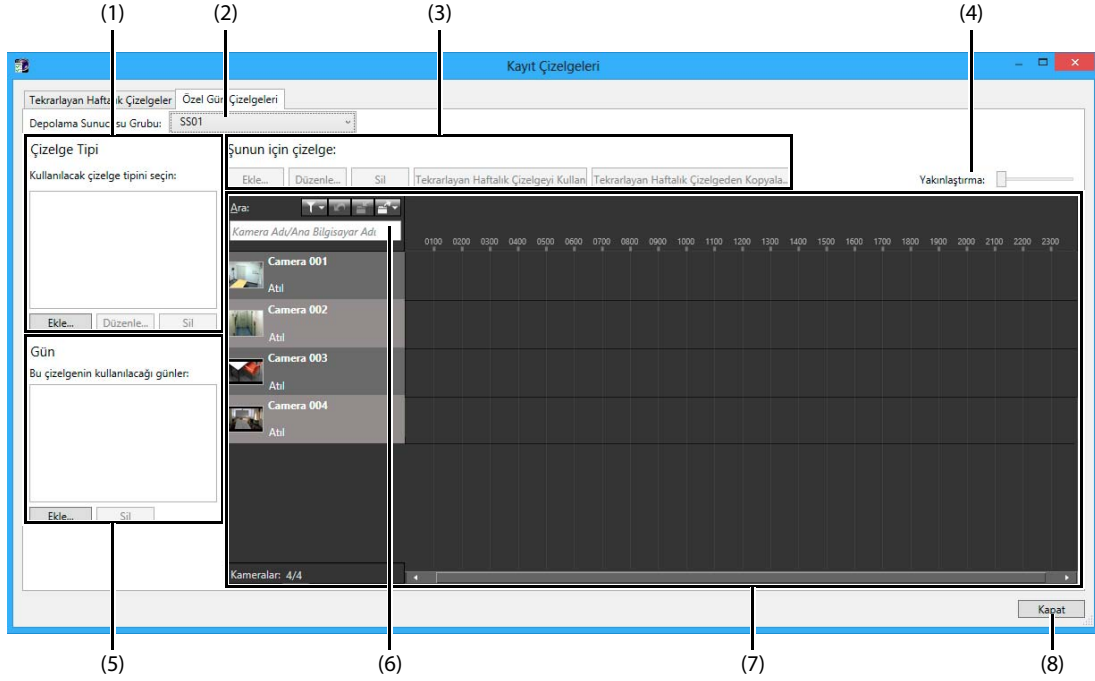 (1) (2) (3) (4)
Kayıt Çizelgeleri
Tekrarlayan Haftalık Çizelgeler Özel Gün Çizelgeleri
Depolama Sunucusu Grubu: SS01
Çizelge Tipi
Kullanılacak çizelge tipini seçin:
Ekle... Düzenle... Sil
Şunun için çizelge:
Ekle... Düzenle... Sil Tekrarlayan Haftalık Çizelgeyi Kullan Tekrarlayan Haftalık Çizelgeden Kopyala...
Yakınlaştırma:
Gün
Bu çizelgenin kullanılacağı günler:
Ekle... Sil
Ara:
Kamera Adı/Ana Bilgisayar Adı
0100 0200 0300 0400 0500 0600 0700 0800 0900 1000 1100 1200 1300 1400 1500 1600 1700 1800 1900 2000 2100 2200 2300
Camera 001
Atıl
Camera 002
Atıl
Camera 003
Atıl
Camera 004
Atıl
Kameralar: 4/4
Kapat
(5) (6) (7) (8)